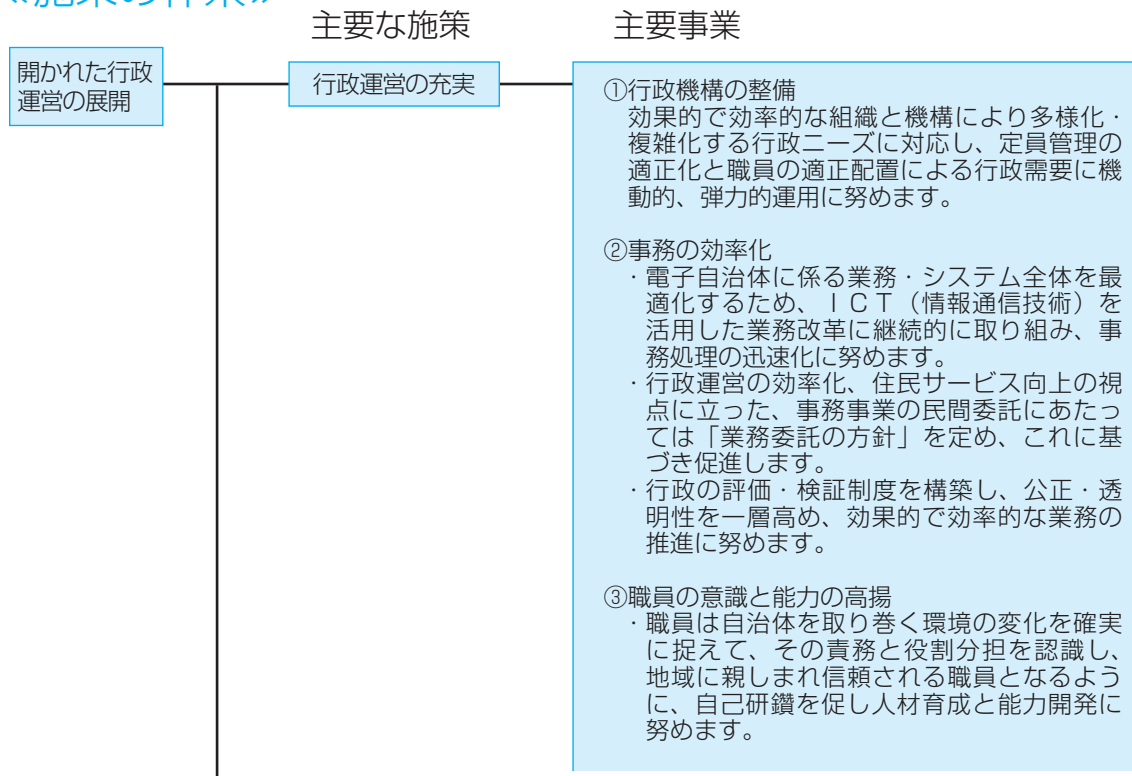 主要な施策
主要事業
開かれた行政
運営の展開
行政運営の充実
①行政機構の整備
効果的で効率的な組織と機構により多様化・
複雑化する行政ニーズに対応し、定員管理の
適正化と職員の適正配置による行政需要に機
動的、弾力的運用に努めます。
②事務の効率化
・電子自治体に係る業務・システム全体を最
適化するため、ＩＣＴ（情報通信技術）を
活用した業務改革に継続的に取り組み、事
務処理の迅速化に努めます。
・行政運営の効率化、住民サービス向上の視
点に立った、事務事業の民間委託にあたっ
ては「業務委託の方針」を定め、これに基
づき促進します。
・行政の評価・検証制度を構築し、公正・透
明性を一層高め、効果的で効率的な業務の
推進に努めます。
③職員の意識と能力の高揚
・職員は自治体を取り巻く環境の変化を確実
に捉えて、その責務と役割分担を認識し、
地域に親しまれ信頼される職員となるよう
に、自己研鑽を促し人材育成と能力開発に
努めます。